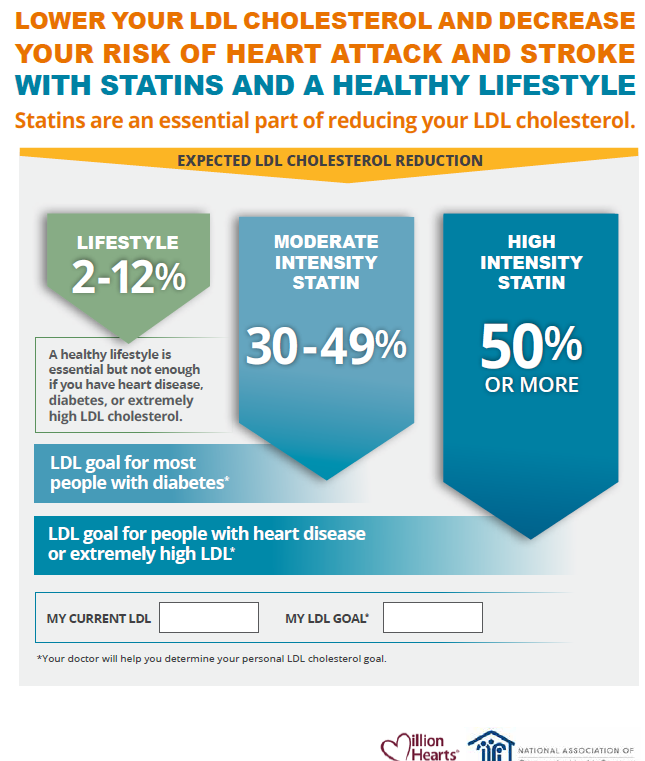 LOWER YOUR LDL CHOLESTEROL AND DECREASE
YOUR RISK OF HEART ATTACK AND STROKE
WITH STATINS AND A HEALTHY LIFESTYLE
Statins are an essential part of reducing your LDL cholesterol.
EXPECTED LDL CHOLESTEROL REDUCTION
LIFESTYLE
2-12%
A healthy lifestyle is
essential but not enough
if you have heart disease,
diabetes, or extremely
high LDL cholesterol.
MODERATE
INTENSITY
STATIN
30-49%
HIGH
INTENSITY
STATIN
50%
OR MORE
LDL goal for most
people with diabetes*
LDL goal for people with heart disease
or extremely high LDL*
MY CURRENT LDL
MY LDL GOAL*
*Your doctor will help you determine your personal LDL cholesterol goal.
Million
Hearts®
NATIONAL ASSOCIATION OF